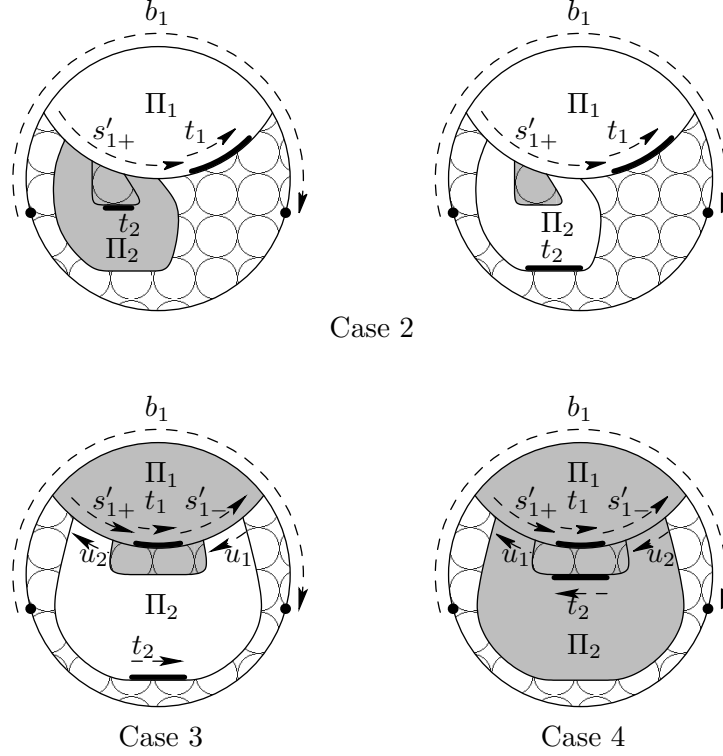 b₁ b₁
Π₁ Π₁
s′₁₊ t₁ s′₁₊ t₁
t₂ Π₂
Π₂ t₂
Case 2
b₁ b₁
Π₁ Π₁
s′₁₊ t₁ s′₁₋ s′₁₊ t₁ s′₁₋
u₂ u₁ u₁ u₂
Π₂ t₂
t₂ Π₂
Case 3 Case 4